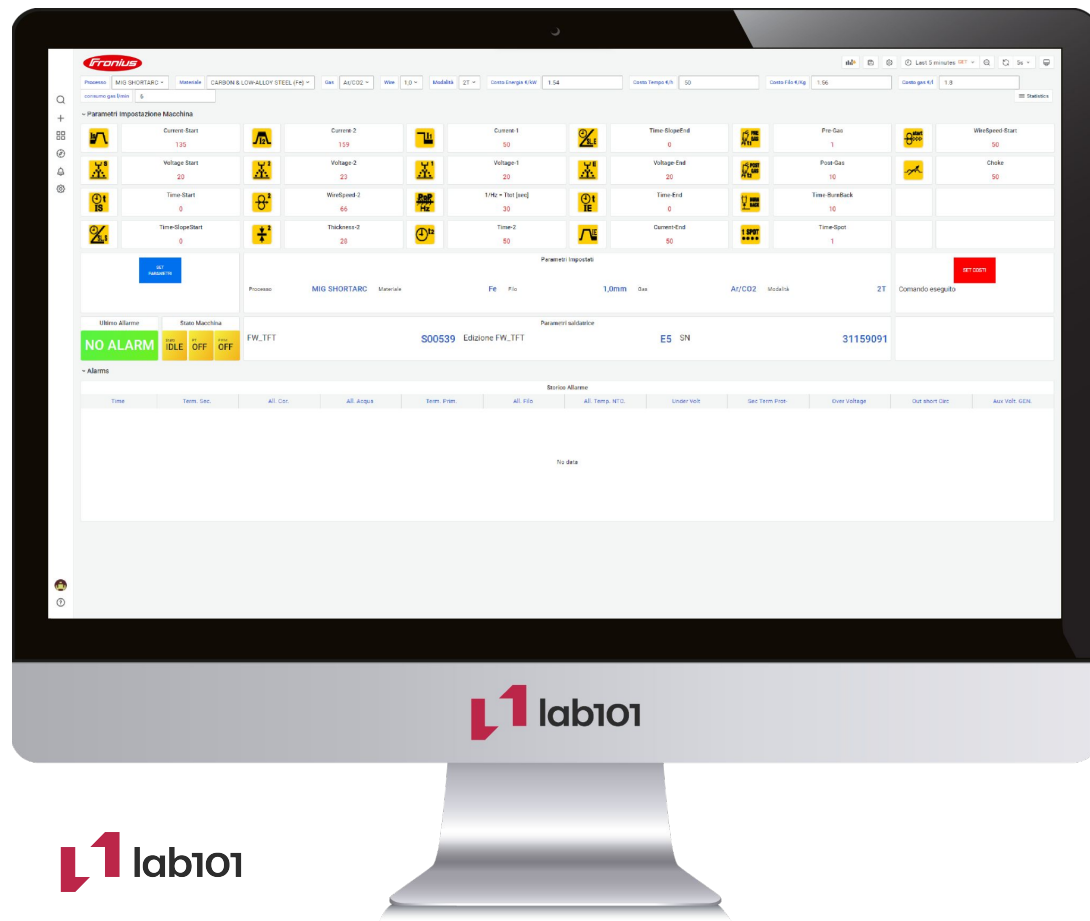 Fronius
Last 5 minutes
5s
Processo MIG SHORTARC Materiale CARBON & LOW-ALLOY STEEL (Fe) Gas Ar/CO2 Wire 1,0 Modalità 2T Costo Energia €/kW 1.54 Costo Tempo €/h 50 Costo Filo €/Kg 1.56 Costo gas €/l 1.8
consumo gas l/min 6 Statistics
Parametri Impostazione Macchina
Current-Start Current-2 Current-1 Time-SlopeEnd Pre-Gas WireSpeed-Start
135 159 50 0 1 50
Voltage Start Voltage-2 Voltage-1 Voltage-End Post-Gas Choke
20 23 20 20 10 50
Time-Start WireSpeed-2 1/Hz = Ttot [sec] Time-End Time-BurnBack
0 66 30 0 10
Time-SlopeStart Thickness-2 Time-2 Current-End Time-Spot
0 20 50 50 1
Parametri Impostati
SET PARAMETRI
SET COSTI
Processo MIG SHORTARC Materiale Fe Filo 1,0mm Gas Ar/CO2 Modalità 2T Comando eseguito
Ultimo Allarme Stato Macchina Parametri saldatrice
NO ALARM IDLE OFF OFF FW_TFT S00539 Edizione FW_TFT E5 SN 31159091
Alarms
Storico Allarme
Time Term. Sec. All. Cor. All. Acqua Term. Prim. All. Filo All. Temp. NTC. Under Volt Sec Term Prot- Over Voltage Out short Circ Aux Volt. GEN.
No data
lab101
lab101